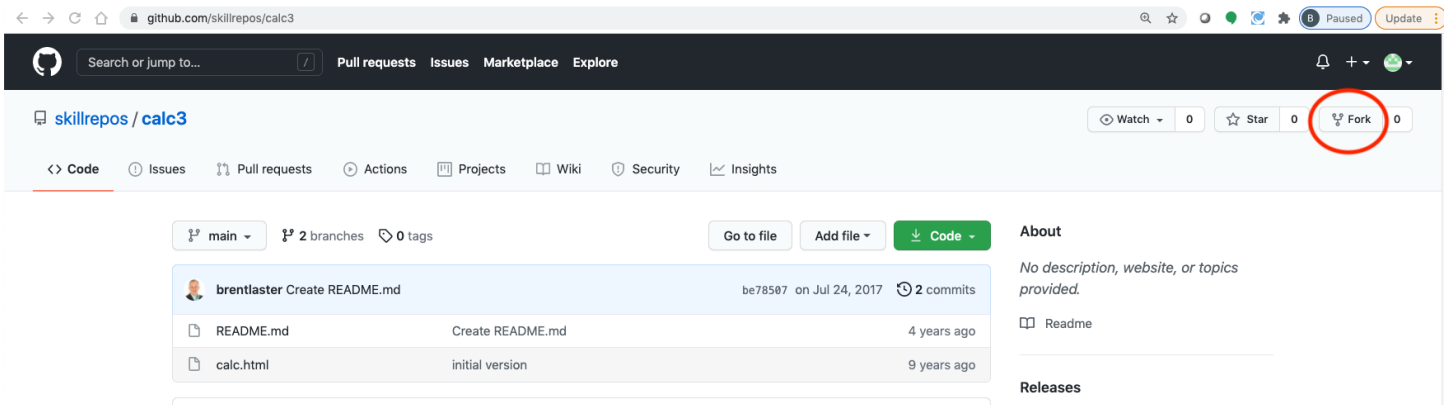 github.com/skillrepos/calc3 B Paused Update
Search or jump to... / Pull requests Issues Marketplace Explore
skillrepos / calc3 Watch 0 Star 0 Fork 0
Code Issues Pull requests Actions Projects Wiki Security Insights
main 2 branches 0 tags Go to file Add file Code About
No description, website, or topics
provided.
brentlaster Create README.md be78507 on Jul 24, 2017 2 commits
Readme
README.md Create README.md 4 years ago
calc.html initial version 9 years ago
Releases